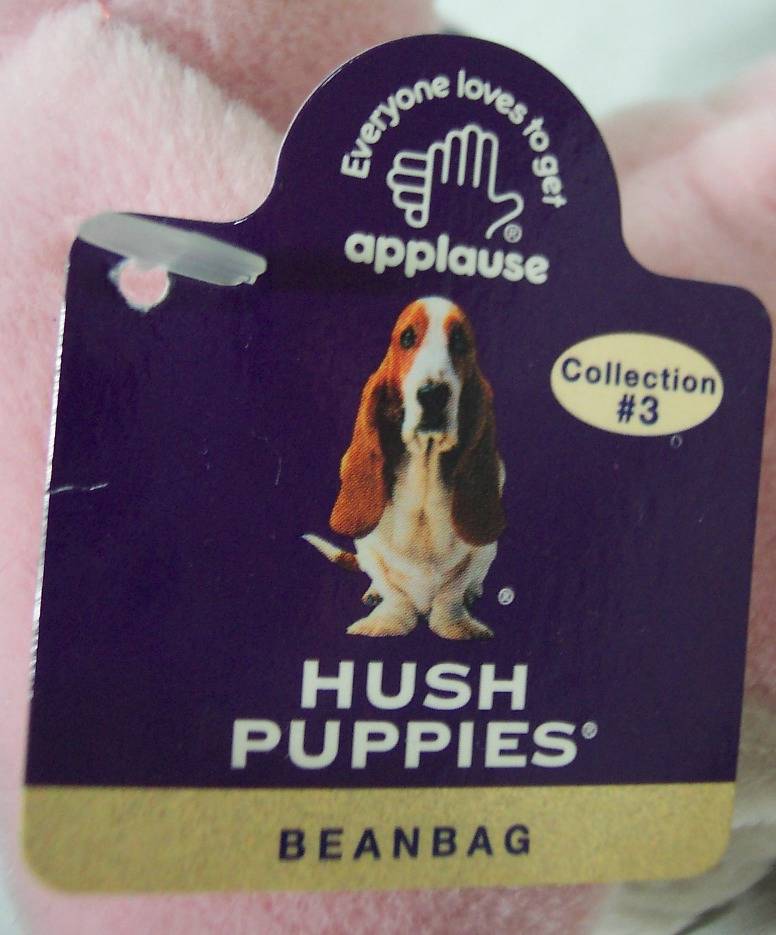 Everyone loves to get
®
applause
Collection
#3
®
HUSH
PUPPIES®
BEANBAG